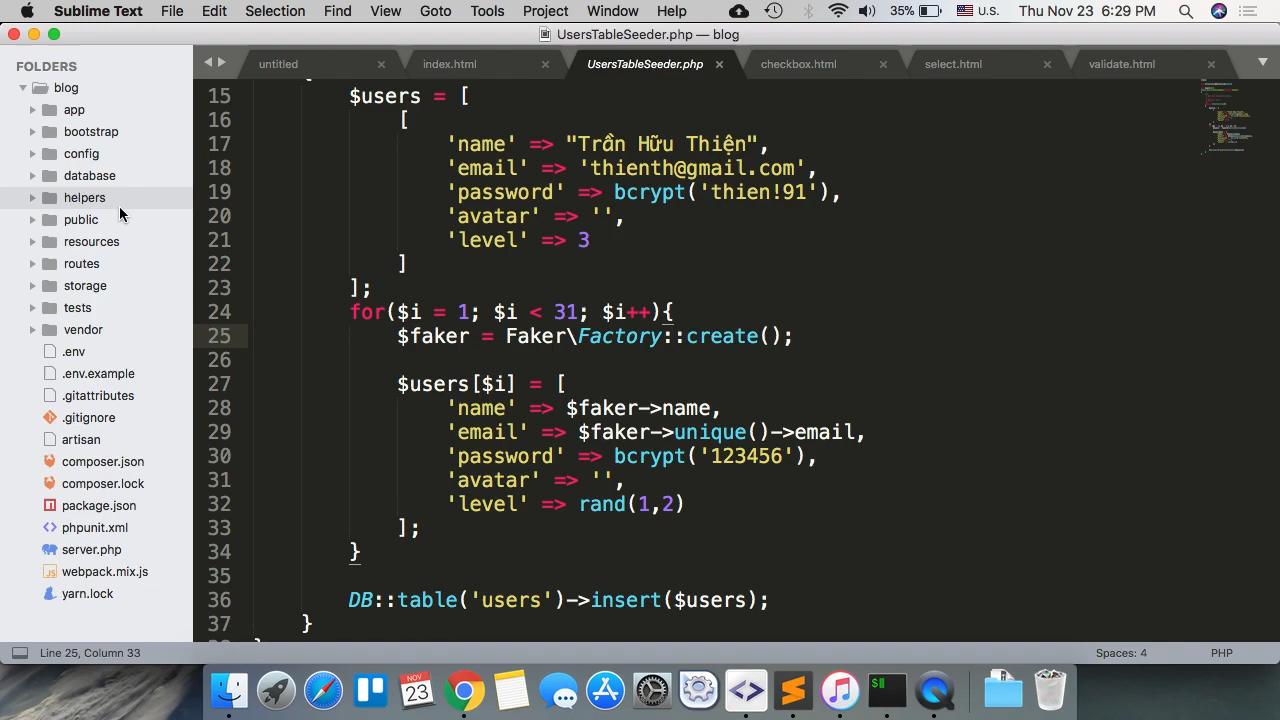 Sublime Text File Edit Selection Find View Goto Tools Project Window Help 35% U.S. Thu Nov 23 6:29 PM
UsersTableSeeder.php — blog
FOLDERS
blog
app
bootstrap
config
database
helpers
public
resources
routes
storage
tests
vendor
.env
.env.example
.gitattributes
.gitignore
artisan
composer.json
composer.lock
package.json
phpunit.xml
server.php
webpack.mix.js
yarn.lock
untitled index.html UsersTableSeeder.php checkbox.html select.html validate.html
15 $users = [
16 [
17 'name' => "Trần Hữu Thiện",
18 'email' => 'thienth@gmail.com',
19 'password' => bcrypt('thien!91'),
20 'avatar' => '',
21 'level' => 3
22 ]
23 ];
24 for($i = 1; $i < 31; $i++){
25 $faker = Faker\Factory::create();
26
27 $users[$i] = [
28 'name' => $faker->name,
29 'email' => $faker->unique()->email,
30 'password' => bcrypt('123456'),
31 'avatar' => '',
32 'level' => rand(1,2)
33 ];
34 }
35
36 DB::table('users')->insert($users);
37 }
Line 25, Column 33 Spaces: 4 PHP
NOV
23